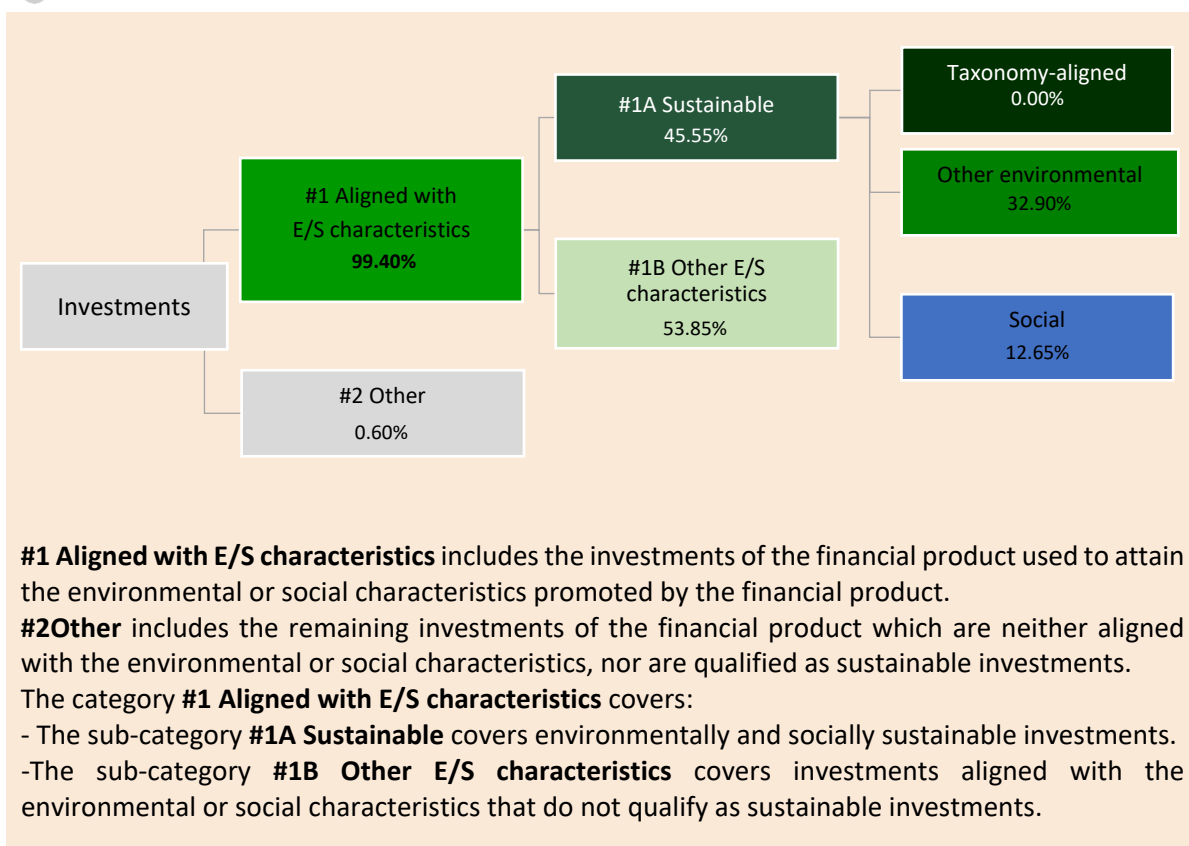 Investments
#1 Aligned with
E/S characteristics
99.40%
#2 Other
0.60%
#1A Sustainable
45.55%
#1B Other E/S
characteristics
53.85%
Taxonomy-aligned
0.00%
Other environmental
32.90%
Social
12.65%
#1 Aligned with E/S characteristics includes the investments of the financial product used to attain
the environmental or social characteristics promoted by the financial product.
#2Other includes the remaining investments of the financial product which are neither aligned
with the environmental or social characteristics, nor are qualified as sustainable investments.
The category #1 Aligned with E/S characteristics covers:
- The sub-category #1A Sustainable covers environmentally and socially sustainable investments.
-The sub-category #1B Other E/S characteristics covers investments aligned with the
environmental or social characteristics that do not qualify as sustainable investments.